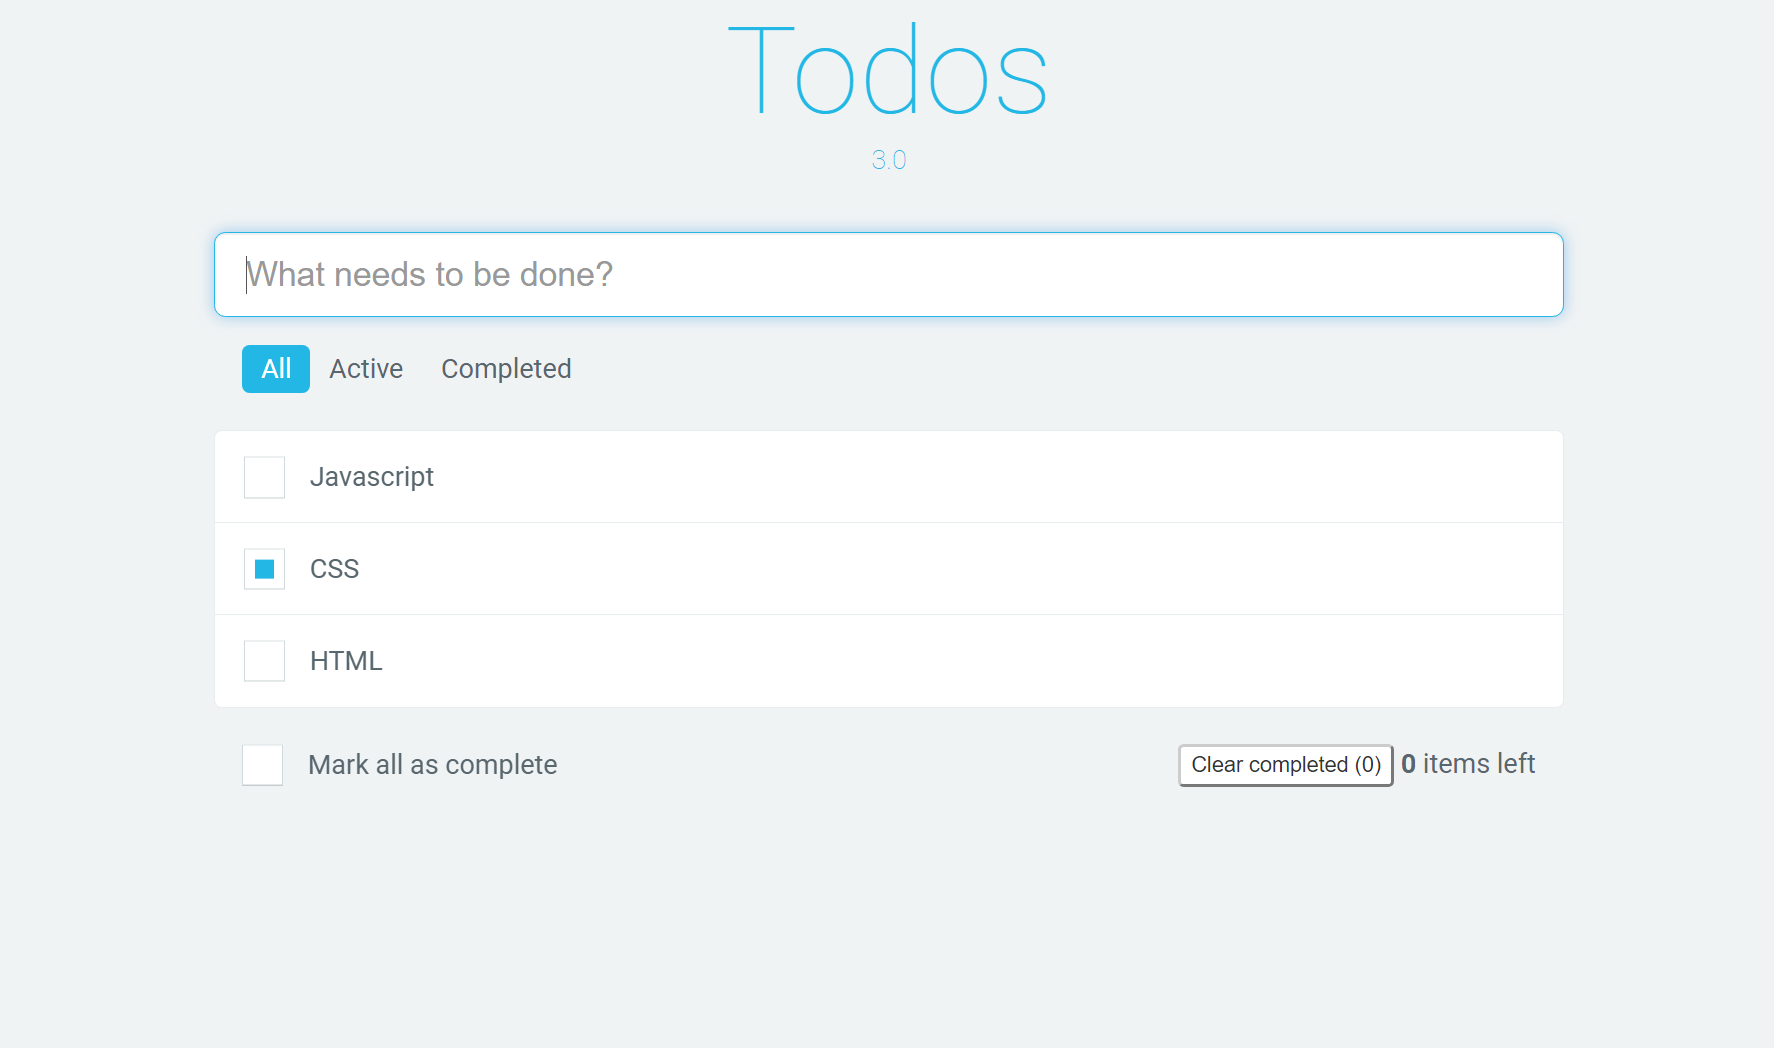 Todos
3.0
What needs to be done?
All Active Completed
Javascript
CSS
HTML
Mark all as complete Clear completed (0) 0 items left